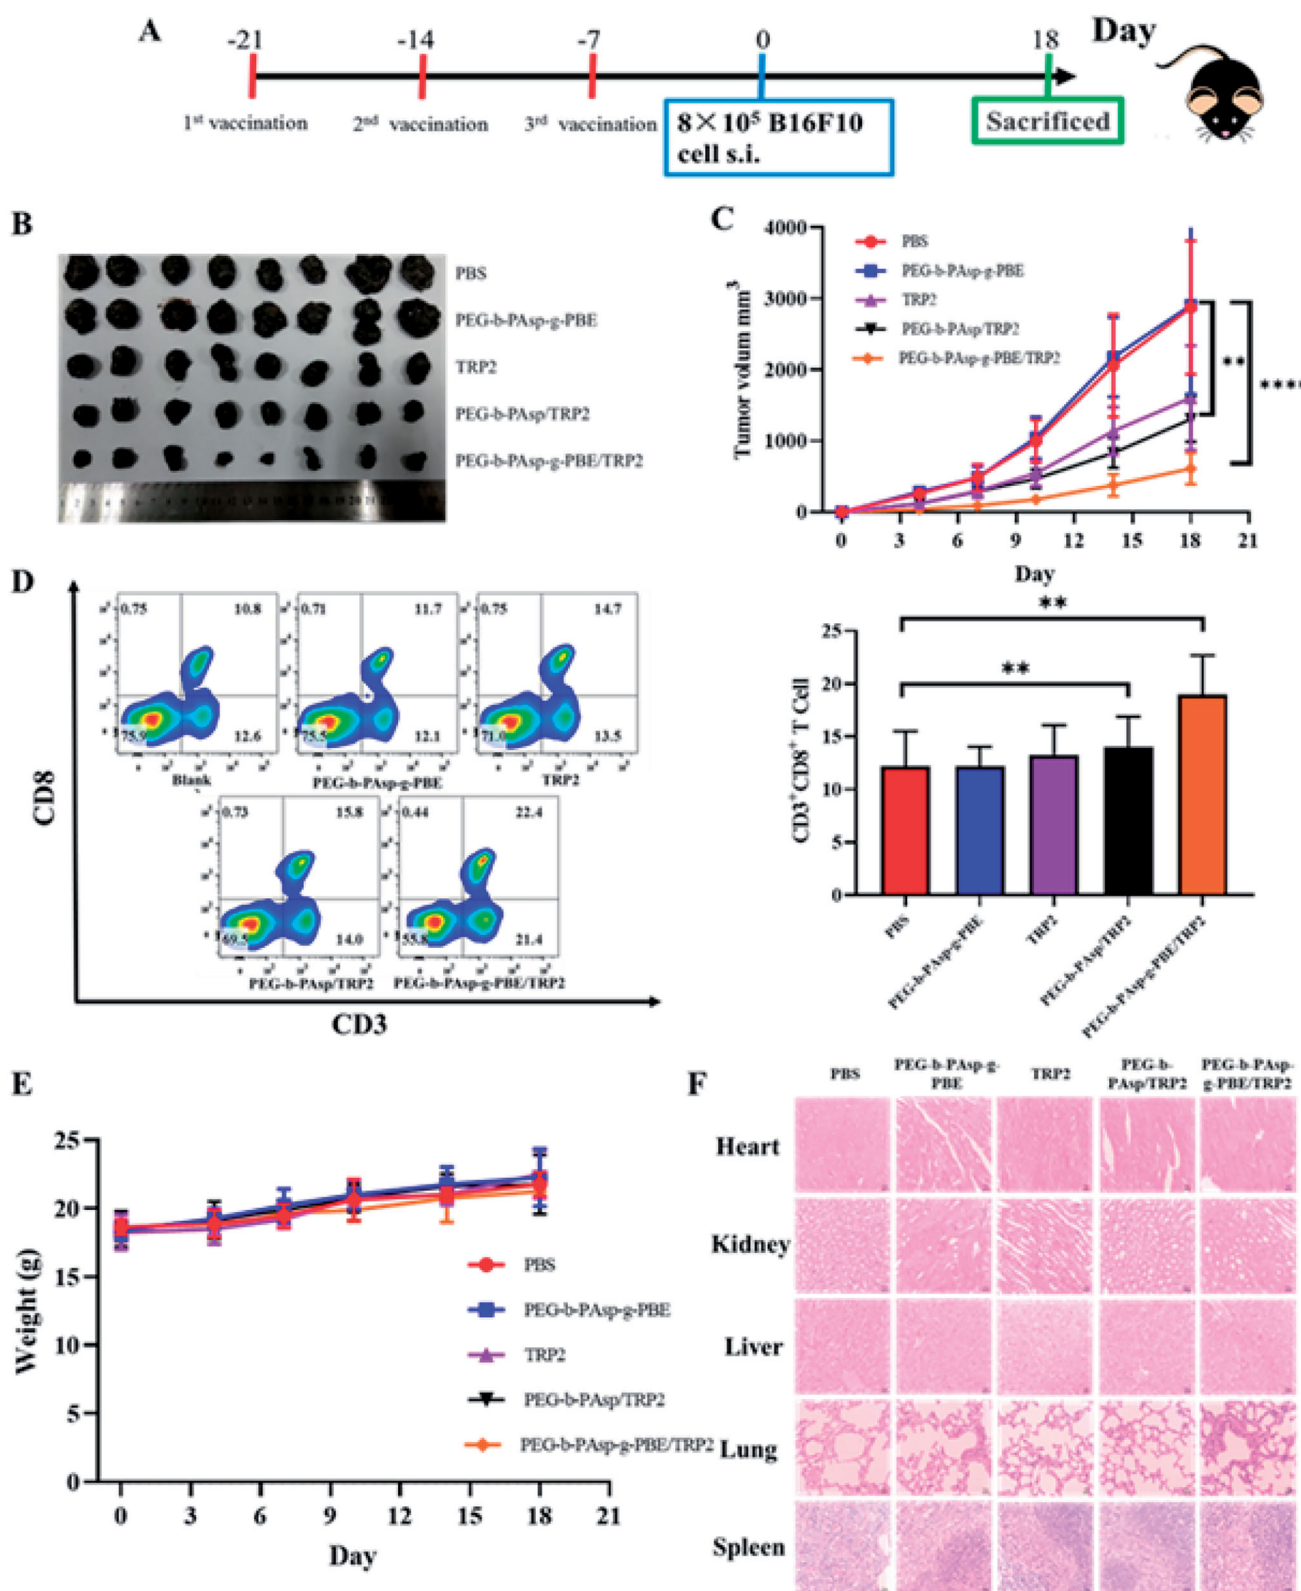 A
-21
-14
-7
0
18
Day
1st vaccination
2nd vaccination
3rd vaccination
8×10⁵ B16F10
cell s.i.
Sacrificed
B
PBS
PEG-b-PAsp-g-PBE
TRP2
PEG-b-PAsp/TRP2
PEG-b-PAsp-g-PBE/TRP2
C
Tumor volum mm³
4000
3000
2000
1000
0
PBS
PEG-b-PAsp-g-PBE
TRP2
PEG-b-PAsp/TRP2
PEG-b-PAsp-g-PBE/TRP2
**
****
0 3 6 9 12 15 18 21
Day
D
CD8
0.75 10.8
75.9 12.6
Blank
0.71 11.7
75.5 12.1
PEG-b-PAsp-g-PBE
0.75 14.7
71.0 13.5
TRP2
0.73 15.8
69.5 14.0
PEG-b-PAsp/TRP2
0.44 22.4
55.8 21.4
PEG-b-PAsp-g-PBE/TRP2
CD3
CD3⁺CD8⁺ T Cell
25
20
15
10
5
0
**
**
PBS
PEG-b-PAsp-g-PBE
TRP2
PEG-b-PAsp/TRP2
PEG-b-PAsp-g-PBE/TRP2
E
Weight (g)
25
20
15
10
5
0
PBS
PEG-b-PAsp-g-PBE
TRP2
PEG-b-PAsp/TRP2
PEG-b-PAsp-g-PBE/TRP2
0 3 6 9 12 15 18 21
Day
F
PBS
PEG-b-PAsp-g-
PBE
TRP2
PEG-b-
PAsp/TRP2
PEG-b-PAsp-
g-PBE/TRP2
Heart
Kidney
Liver
Lung
Spleen